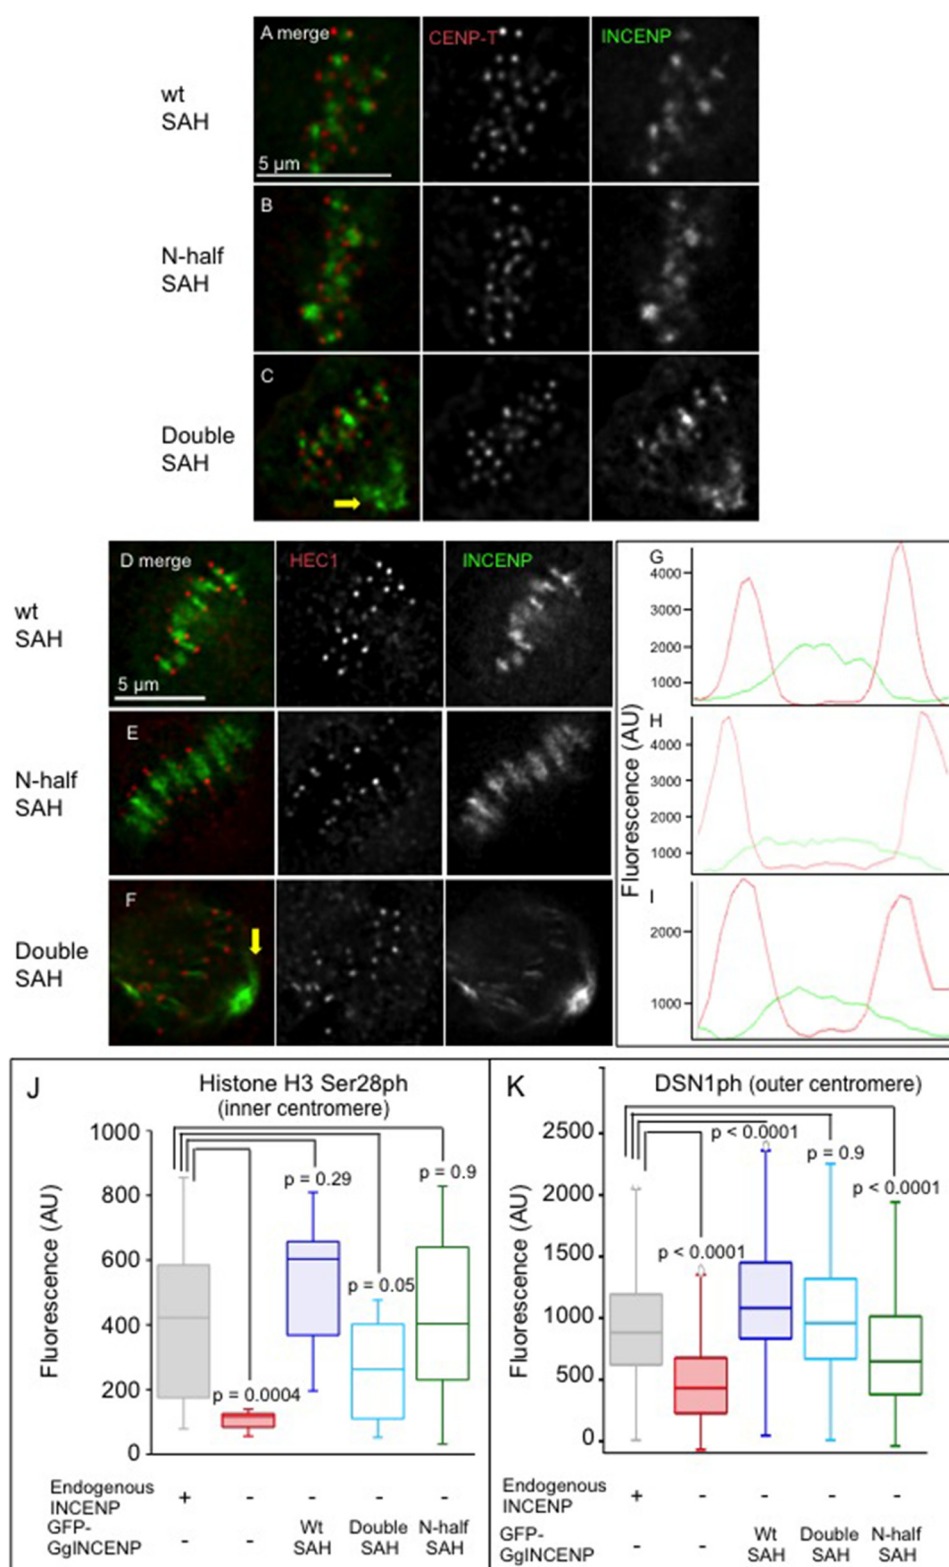 A merge
CENP-T
INCENP
wt
SAH
5 µm
B
N-half
SAH
C
Double
SAH
D merge
HEC1
INCENP
wt
SAH
5 µm
E
N-half
SAH
F
Double
SAH
G
4000
3000
2000
1000
H
4000
3000
2000
1000
I
2000
1000
Fluorescence (AU)
J
Histone H3 Ser28ph
(inner centromere)
Fluorescence (AU)
1000
800
600
400
200
0
p = 0.0004
p = 0.29
p = 0.05
p = 0.9
Endogenous
INCENP
+ - - - -
GFP-
GgINCENP
- - Wt
SAH
Double
SAH
N-half
SAH
K
DSN1ph (outer centromere)
Fluorescence (AU)
2500
2000
1500
1000
500
0
p < 0.0001
p < 0.0001
p = 0.9
p < 0.0001
Endogenous
INCENP
+ - - - -
GFP-
GgINCENP
- - Wt
SAH
Double
SAH
N-half
SAH